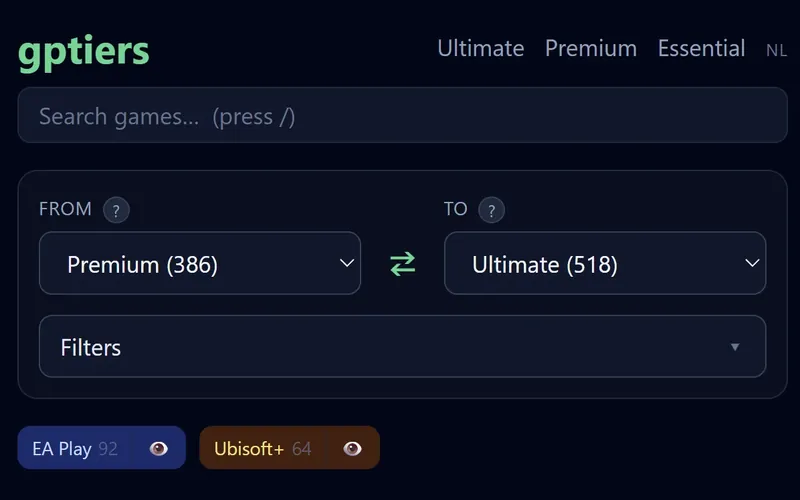 gptiers
Ultimate Premium Essential NL
Search games... (press /)
FROM ? TO ?
Premium (386) Ultimate (518)
Filters
EA Play 92 Ubisoft+ 64